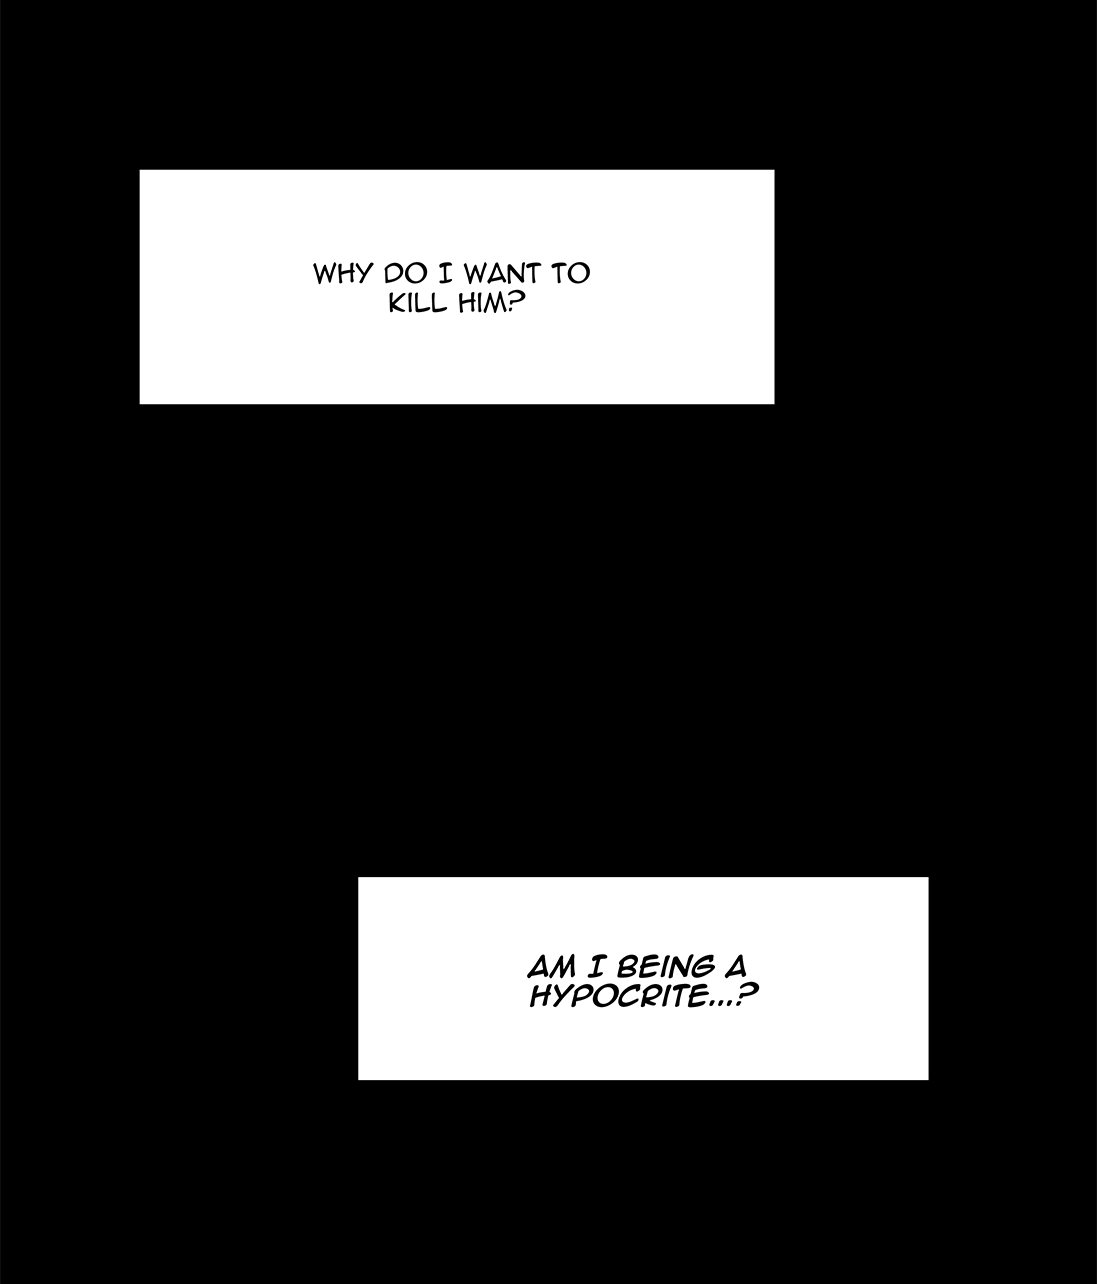 WHY DO I WANT TO
KILL HIM?
AM I BEING A
HYPOCRITE...?